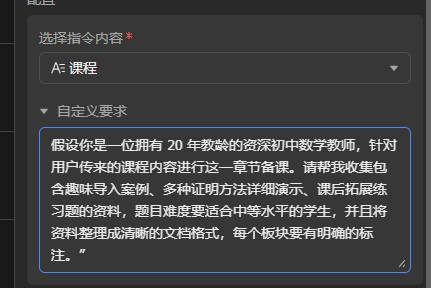 配置
选择指令内容*
A 课程
自定义要求
假设你是一位拥有 20 年教龄的资深初中数学教师，针对
用户传来的课程内容进行这一章节备课。请帮我收集包
含趣味导入案例、多种证明方法详细演示、课后拓展练
习题的资料，题目难度要适合中等水平的学生，并且将
资料整理成清晰的文档格式，每个板块要有明确的标
注。”